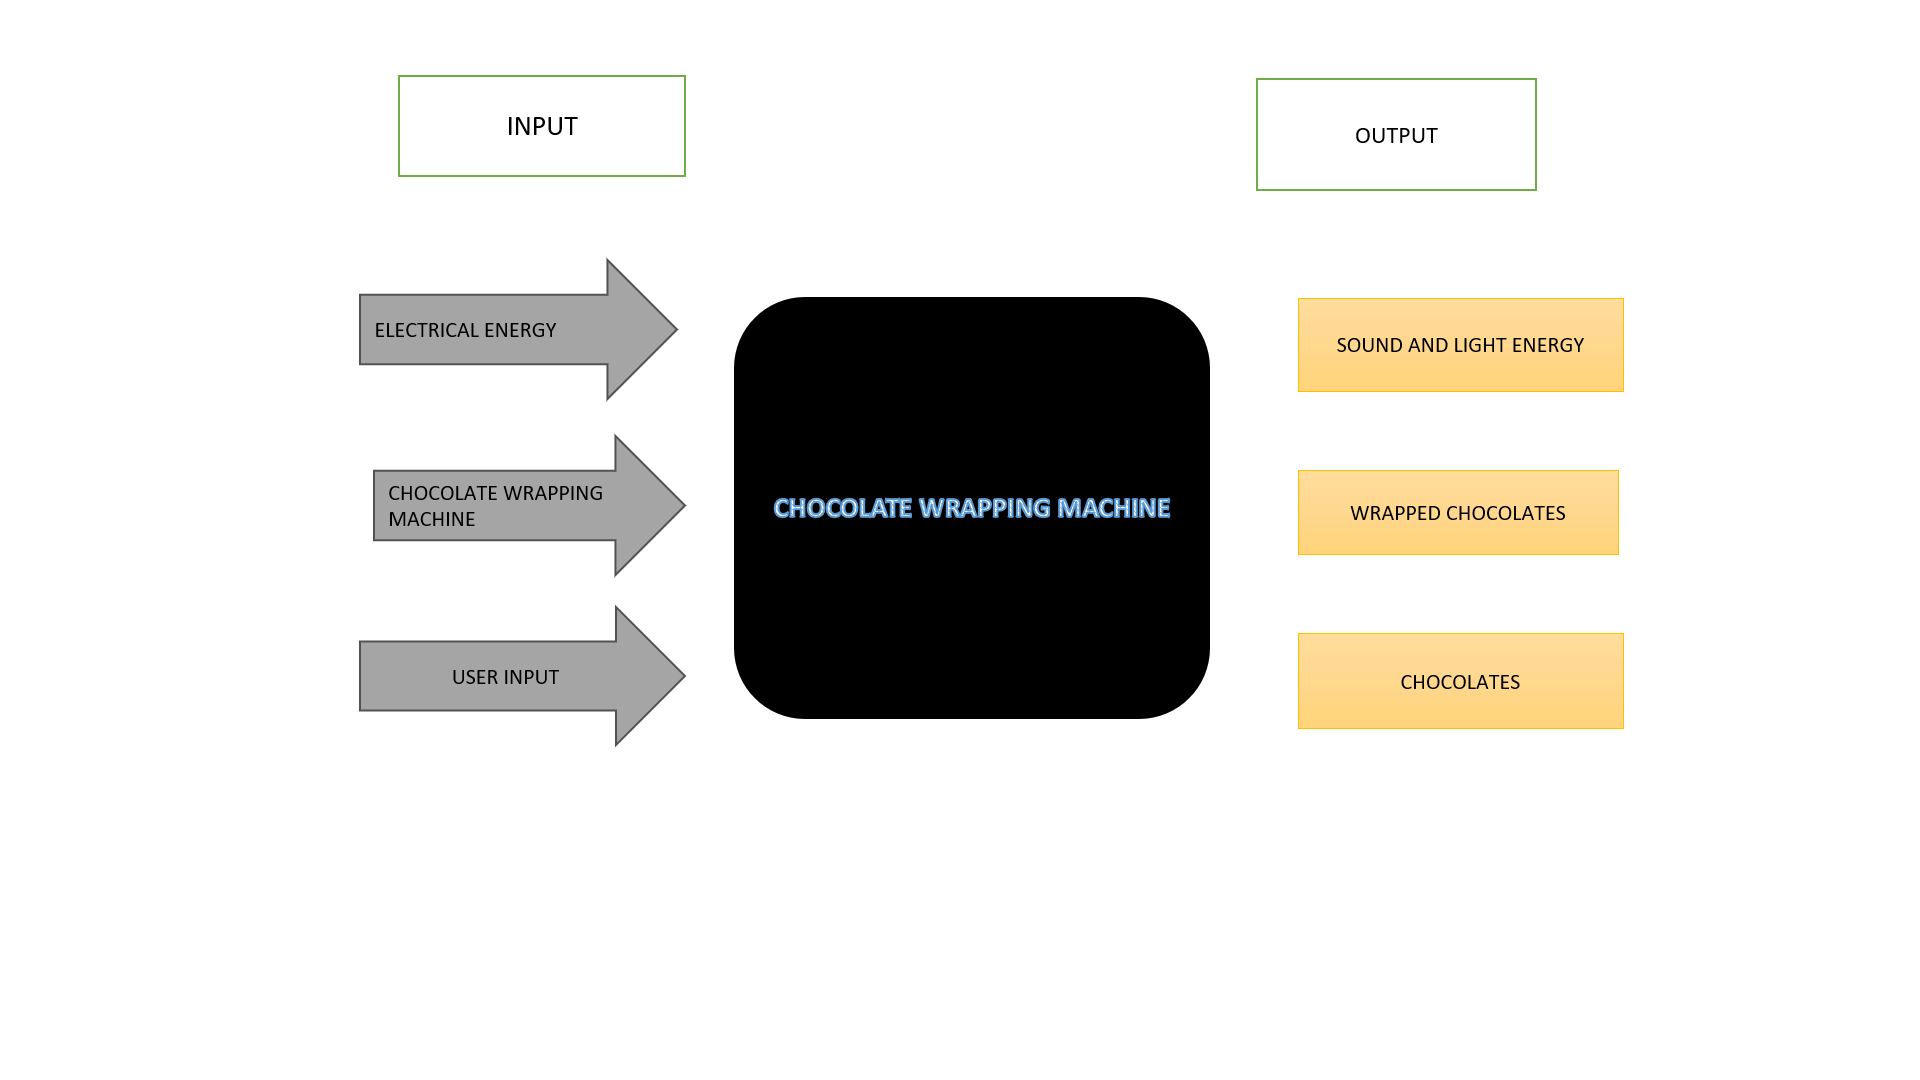 INPUT
OUTPUT
ELECTRICAL ENERGY
CHOCOLATE WRAPPING
MACHINE
USER INPUT
CHOCOLATE WRAPPING MACHINE
SOUND AND LIGHT ENERGY
WRAPPED CHOCOLATES
CHOCOLATES